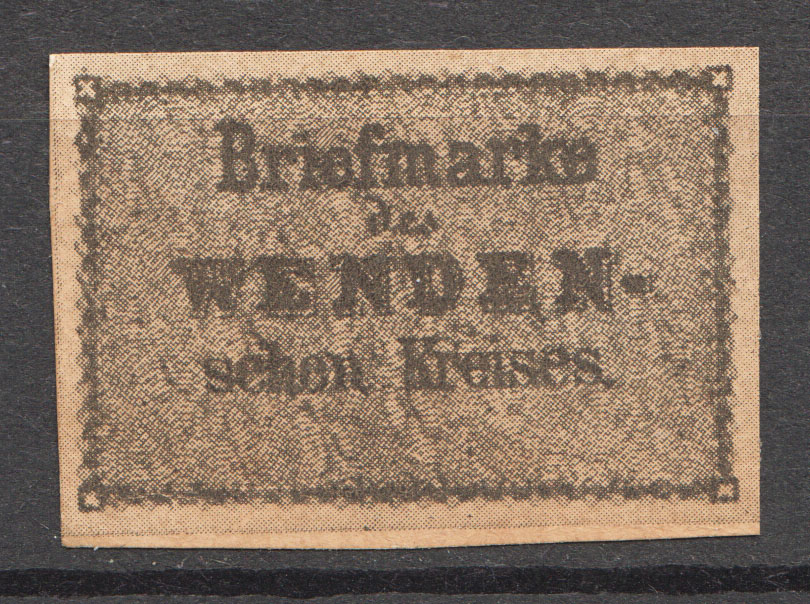 Briefmarke
des
WENDEN-
schen Kreises.